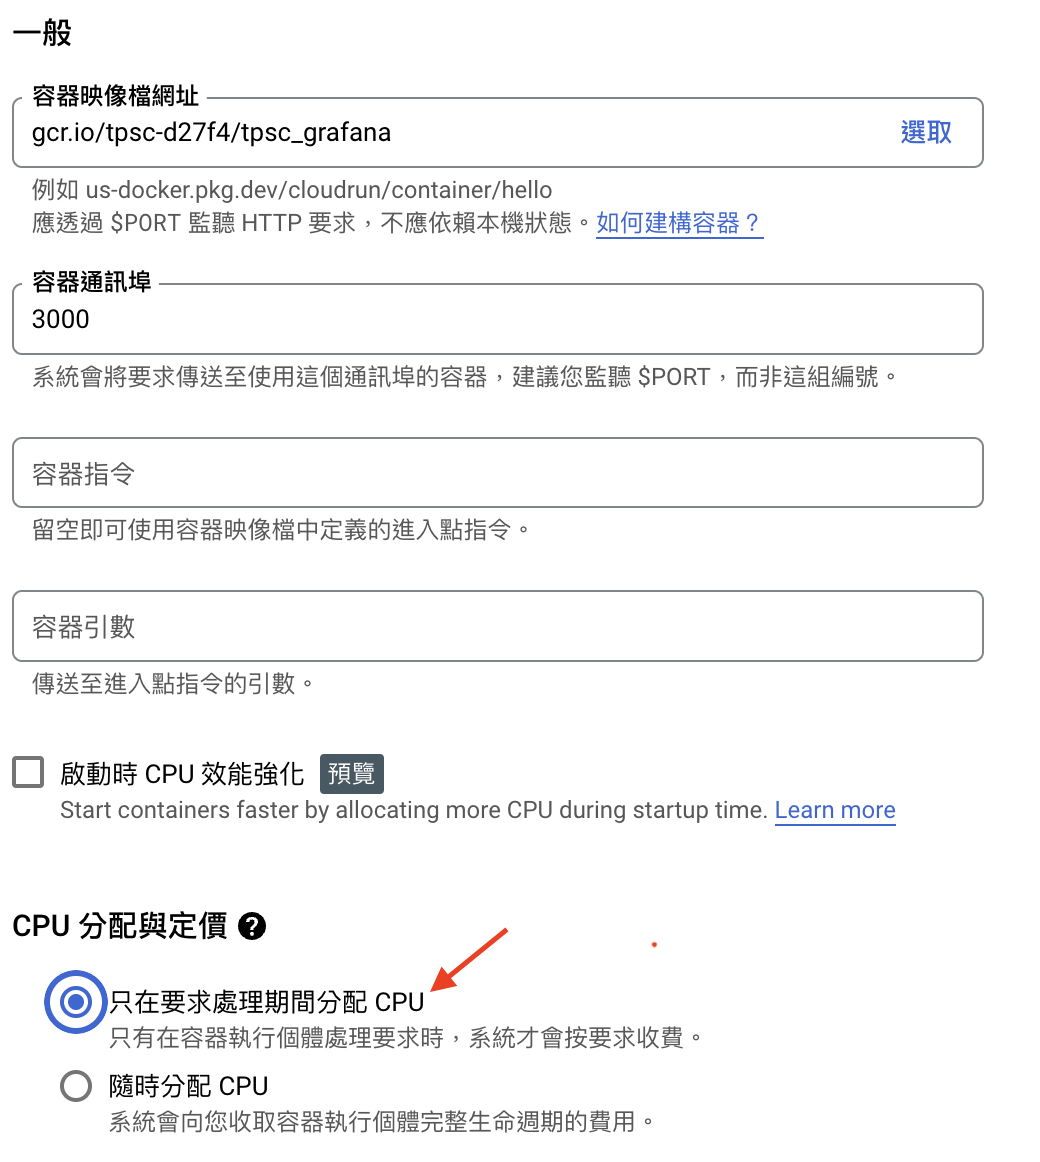 一般
容器映像檔網址
gcr.io/tpsc-d27f4/tpsc_grafana
選取
例如 us-docker.pkg.dev/cloudrun/container/hello
應透過 $PORT 監聽 HTTP 要求，不應依賴本機狀態。如何建構容器？
容器通訊埠
3000
系統會將要求傳送至使用這個通訊埠的容器，建議您監聽 $PORT，而非這組編號。
容器指令
留空即可使用容器映像檔中定義的進入點指令。
容器引數
傳送至進入點指令的引數。
啟動時 CPU 效能強化 預覽
Start containers faster by allocating more CPU during startup time. Learn more
CPU 分配與定價 ?
只在要求處理期間分配 CPU
只有在容器執行個體處理要求時，系統才會按要求收費。
隨時分配 CPU
系統會向您收取容器執行個體完整生命週期的費用。